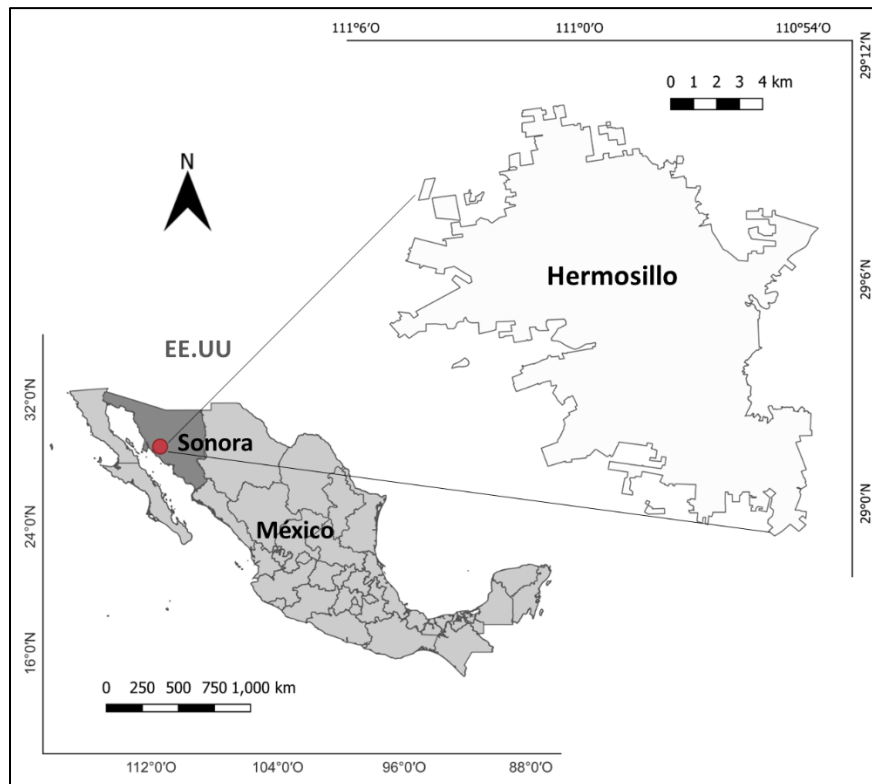 111°6'O 111°0'O 110°54'O
29°12'N
0 1 2 3 4 km
N
Hermosillo
29°6'N
EE.UU
32°0'N
Sonora
29°0'N
México
24°0'N
16°0'N
0 250 500 750 1,000 km
112°0'O 104°0'O 96°0'O 88°0'O